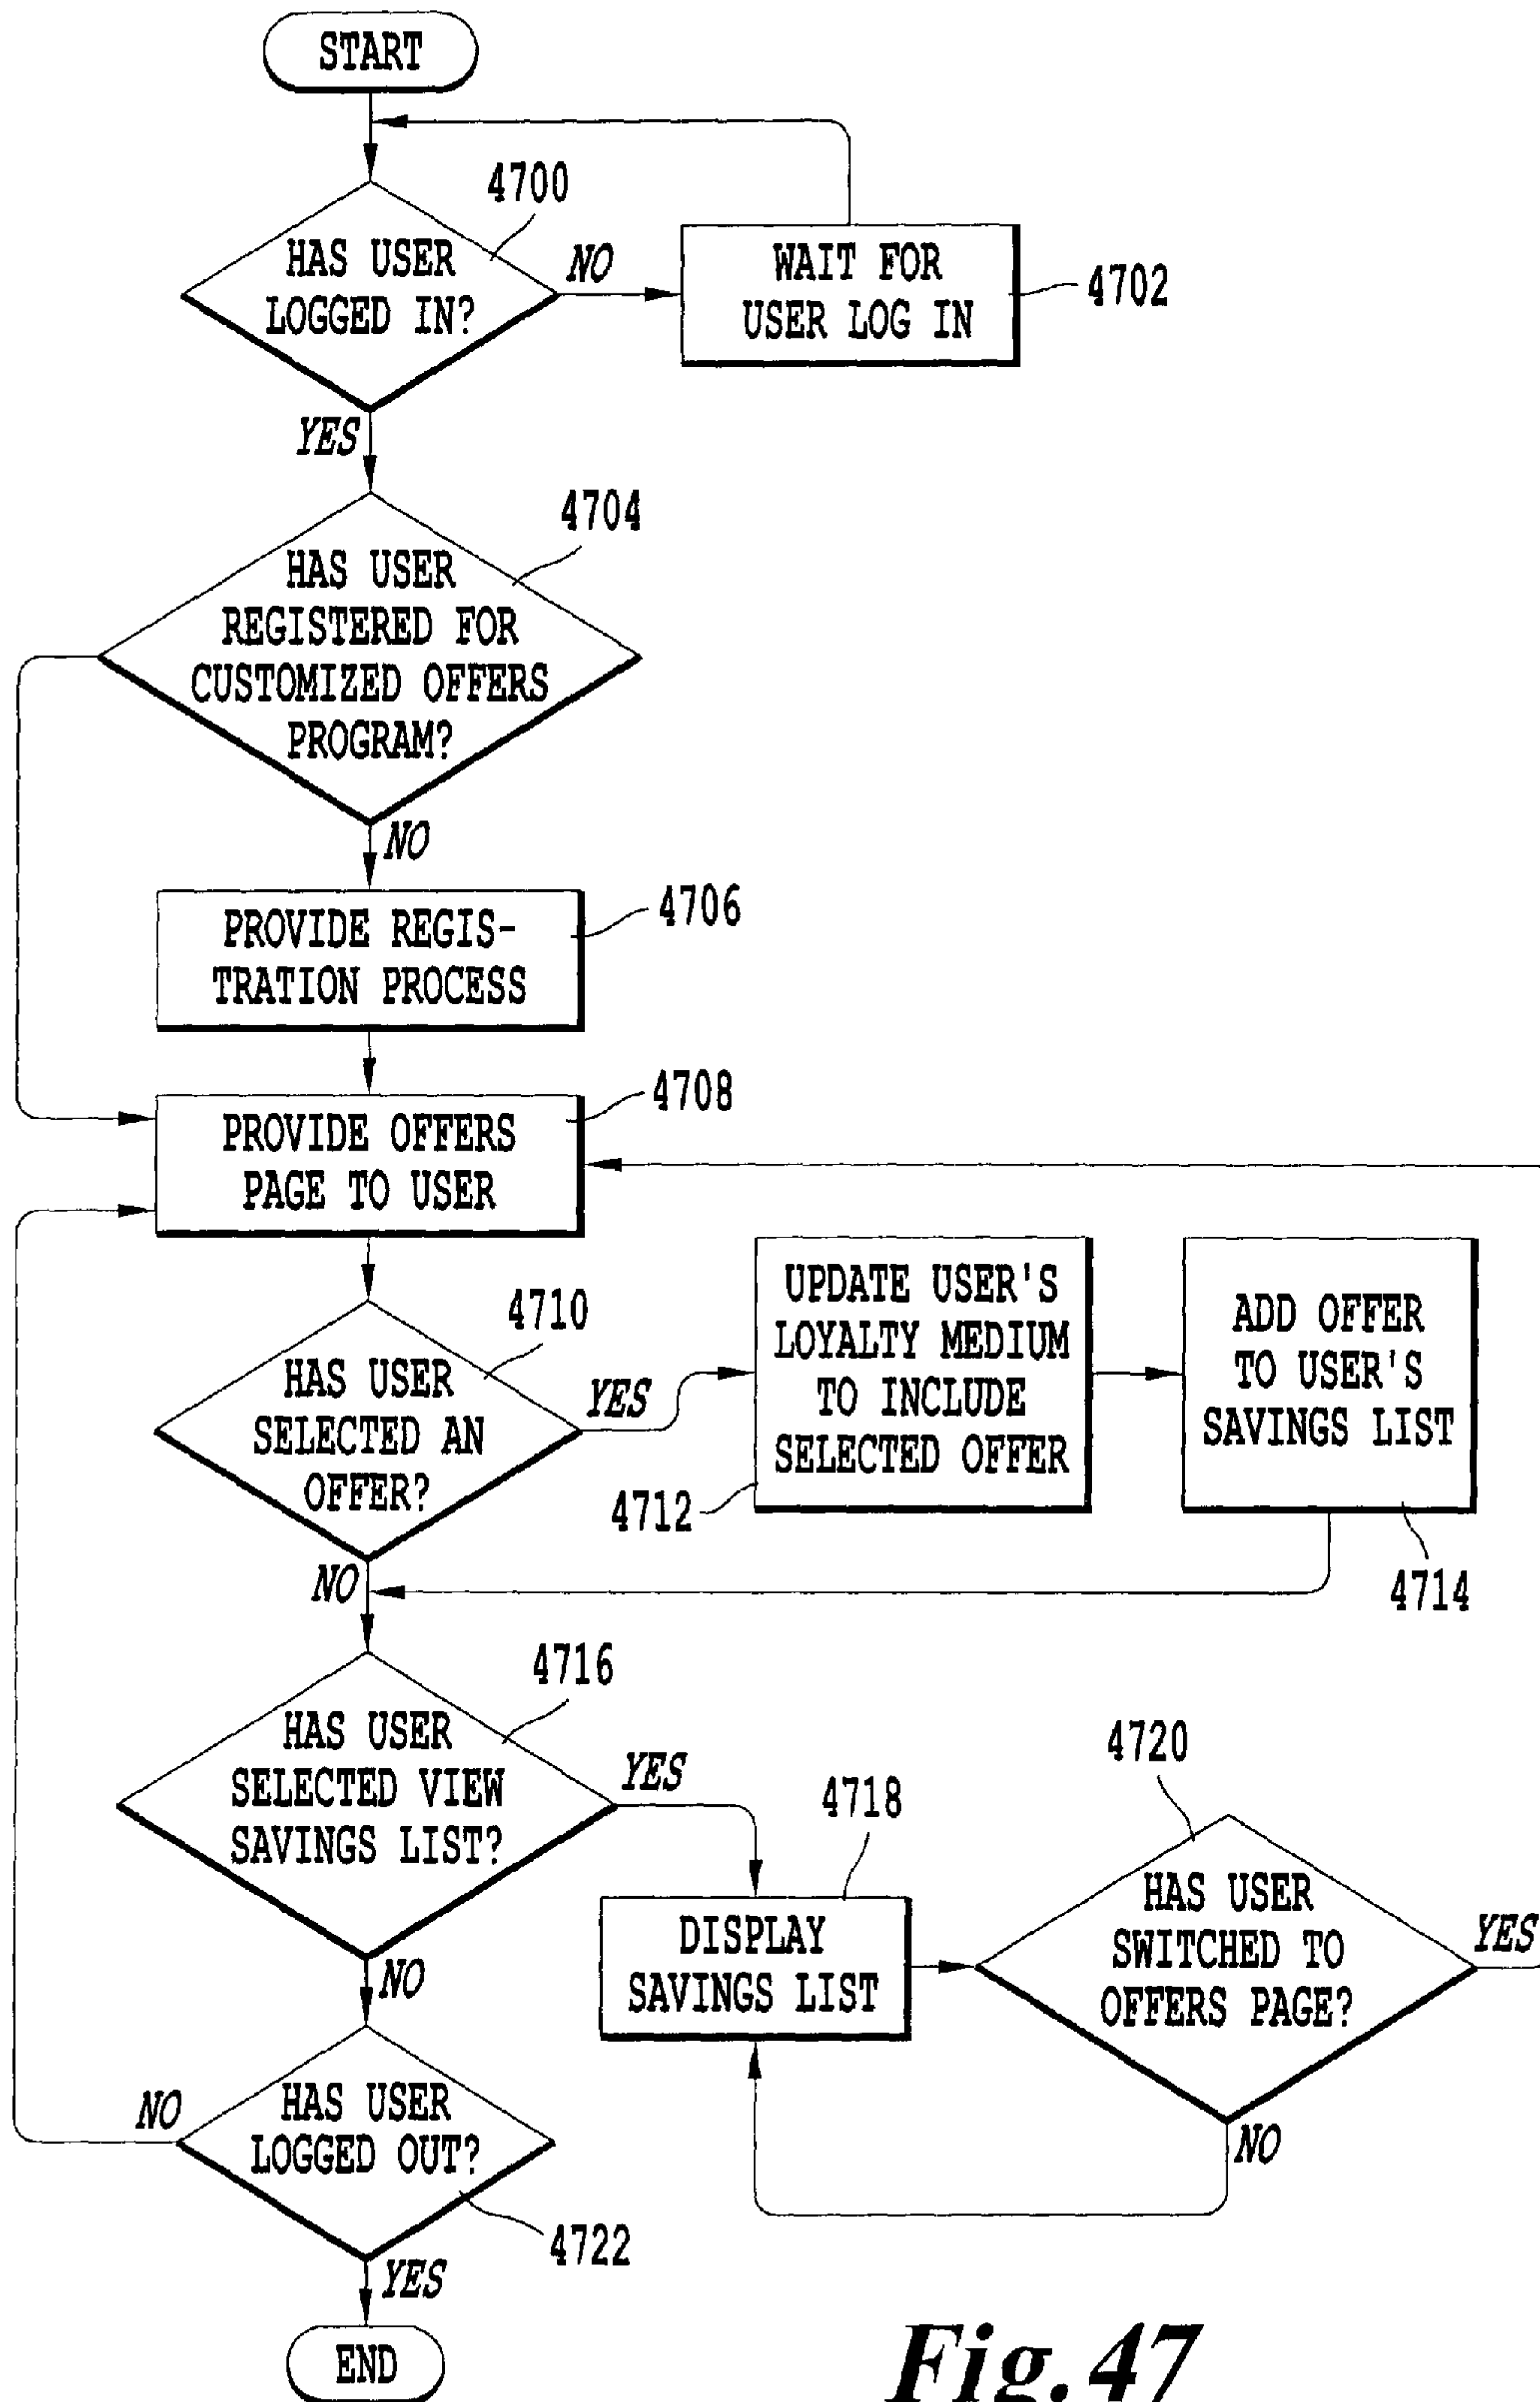 START
4700
HAS USER
LOGGED IN?
NO
WAIT FOR
USER LOG IN
4702
YES
4704
HAS USER
REGISTERED FOR
CUSTOMIZED OFFERS
PROGRAM?
NO
PROVIDE REGIS-
TRATION PROCESS
4706
PROVIDE OFFERS
PAGE TO USER
4708
4710
HAS USER
SELECTED AN
OFFER?
YES
UPDATE USER'S
LOYALTY MEDIUM
TO INCLUDE
SELECTED OFFER
4712
ADD OFFER
TO USER'S
SAVINGS LIST
4714
NO
4716
HAS USER
SELECTED VIEW
SAVINGS LIST?
YES
4718
DISPLAY
SAVINGS LIST
4720
HAS USER
SWITCHED TO
OFFERS PAGE?
YES
NO
NO
HAS USER
LOGGED OUT?
NO
4722
YES
END
Fig. 47